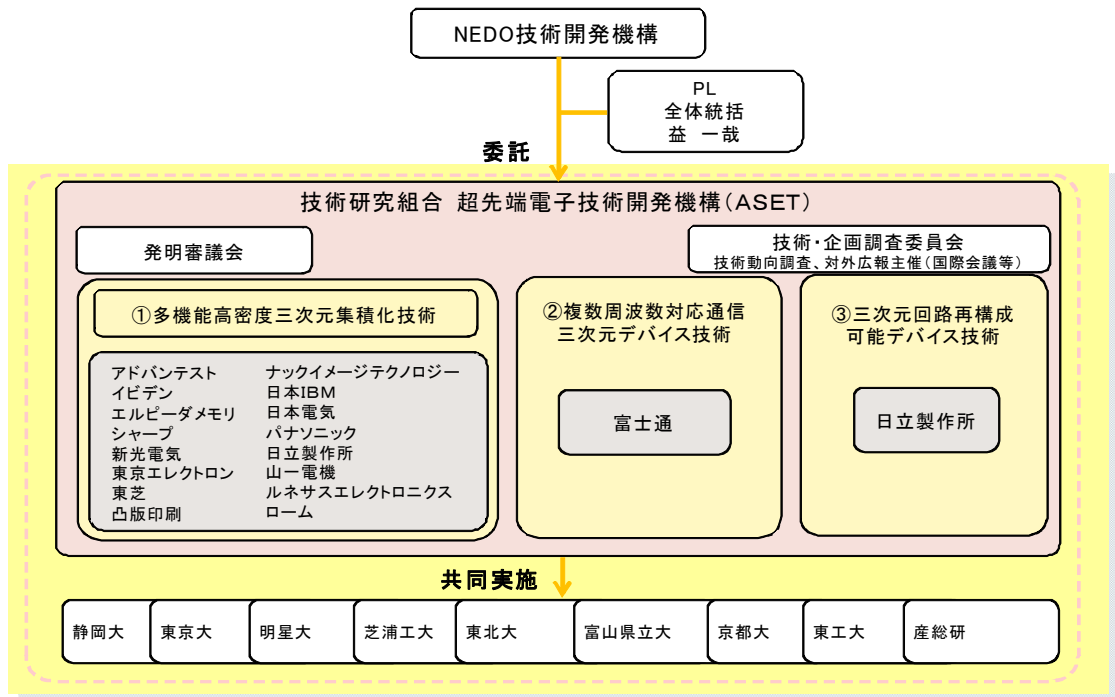 NEDO技術開発機構
PL
全体統括
益 一哉
委託
技術研究組合 超先端電子技術開発機構(ASET)
発明審議会
技術・企画調査委員会
技術動向調査、対外広報主催(国際会議等)
①多機能高密度三次元集積化技術
アドバンテスト
イビデン
エルピーダメモリ
シャープ
新光電気
東京エレクトロン
東芝
凸版印刷
ナックイメージテクノロジー
日本IBM
日本電気
パナソニック
日立製作所
山一電機
ルネサスエレクトロニクス
ローム
②複数周波数対応通信
三次元デバイス技術
富士通
③三次元回路再構成
可能デバイス技術
日立製作所
共同実施
静岡大
東京大
明星大
芝浦工大
東北大
富山県立大
京都大
東工大
産総研